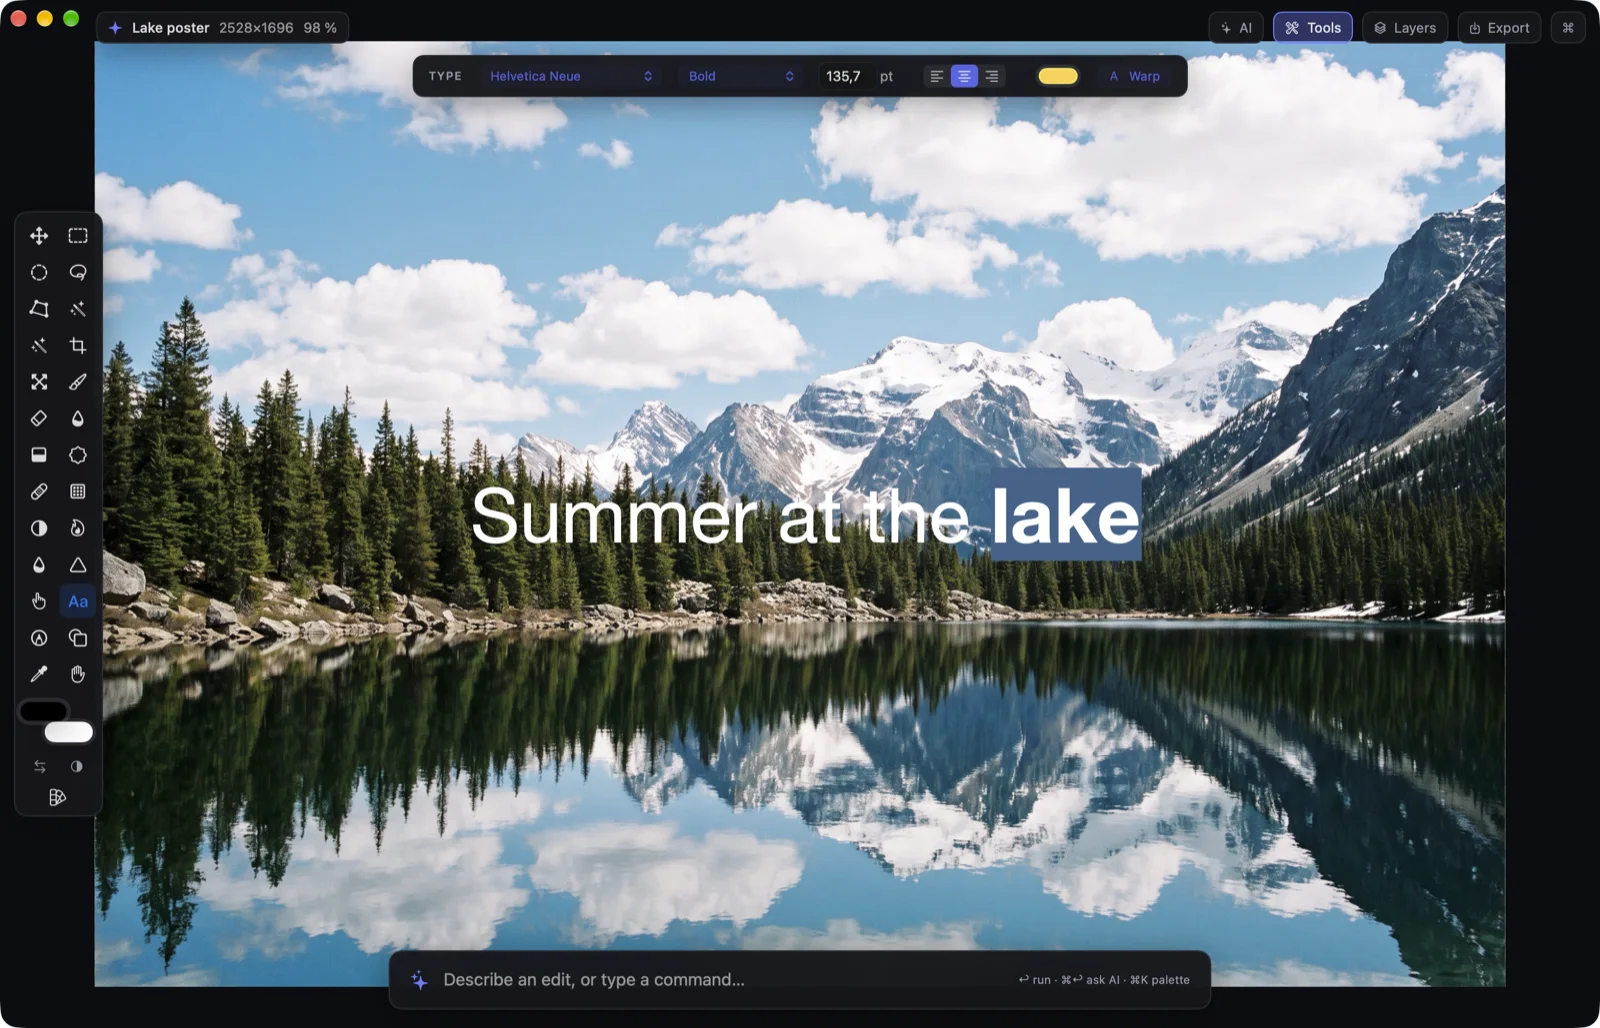 Lake poster 2528×1696 98 %
AI Tools Layers Export ⌘
TYPE Helvetica Neue Bold 135,7 pt A Warp
Summer at the lake
Aa
Describe an edit, or type a command... ↩ run · ⌘↩ ask AI · ⌘K palette